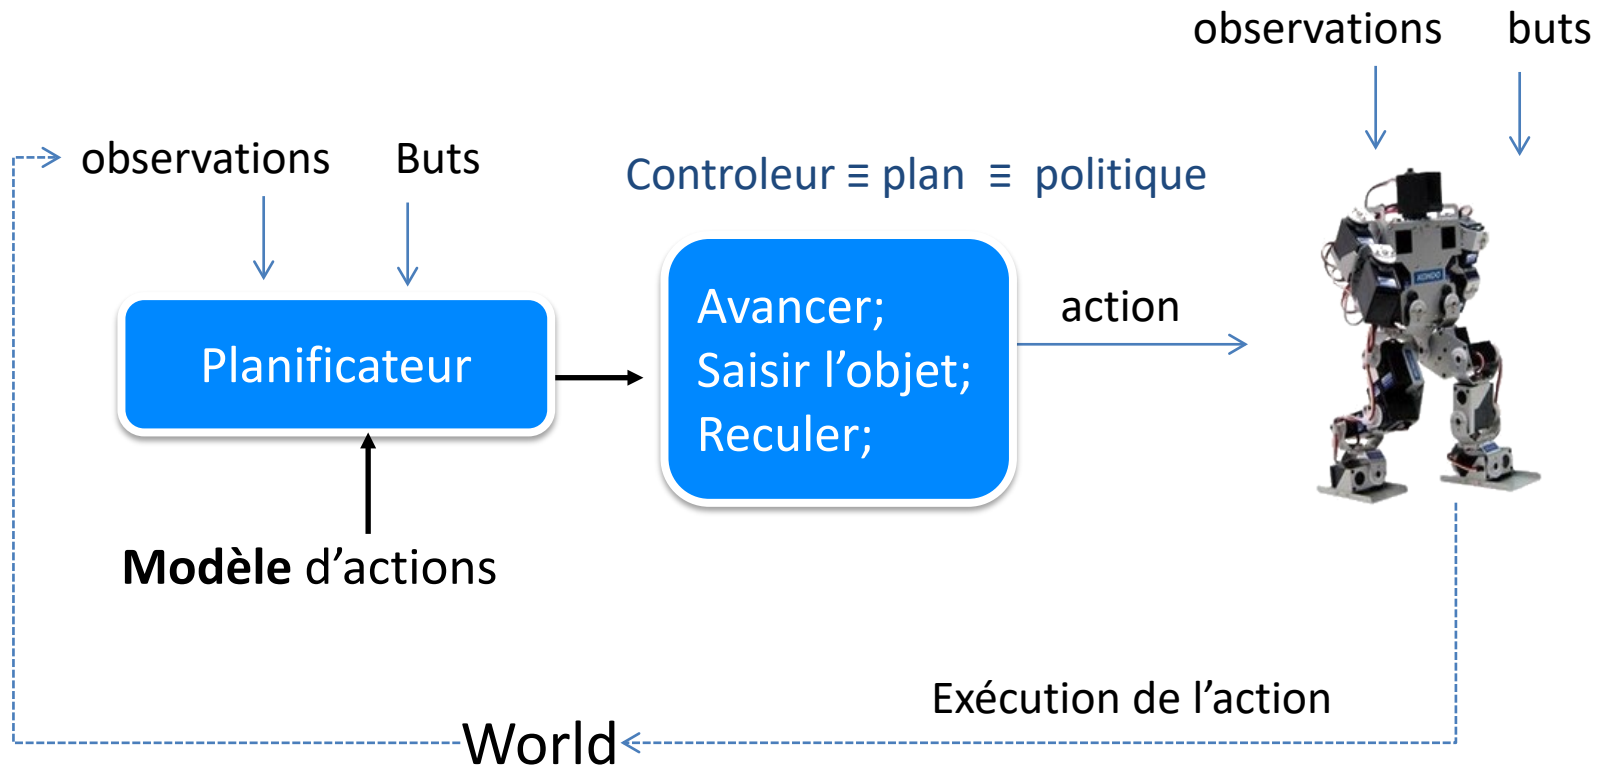 observations buts
observations Buts
Controleur ≡ plan ≡ politique
Planificateur
Avancer;
Saisir l’objet;
Reculer;
action
KONDO
Modèle d’actions
Exécution de l’action
World